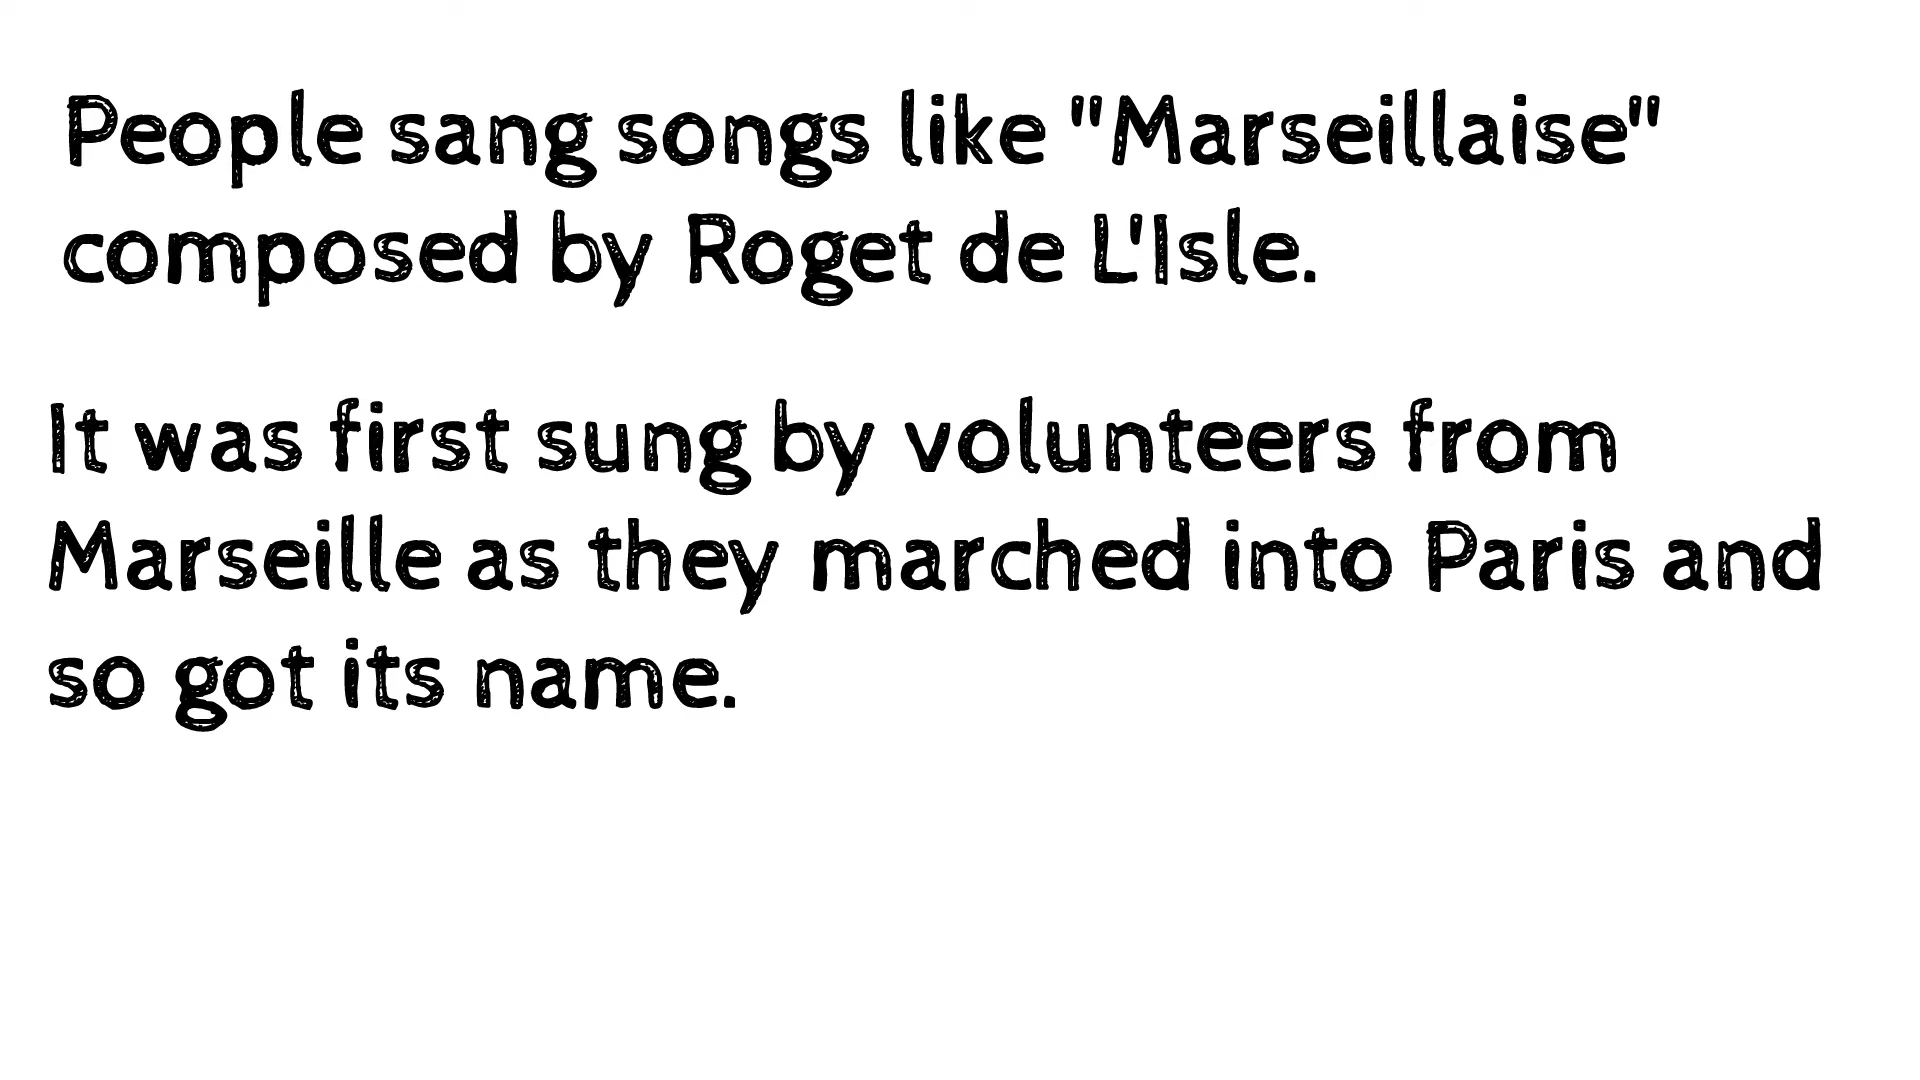 People sang songs like "Marseillaise"
composed by Roget de L'Isle.
It was first sung by volunteers from
Marseille as they marched into Paris and
so got its name.